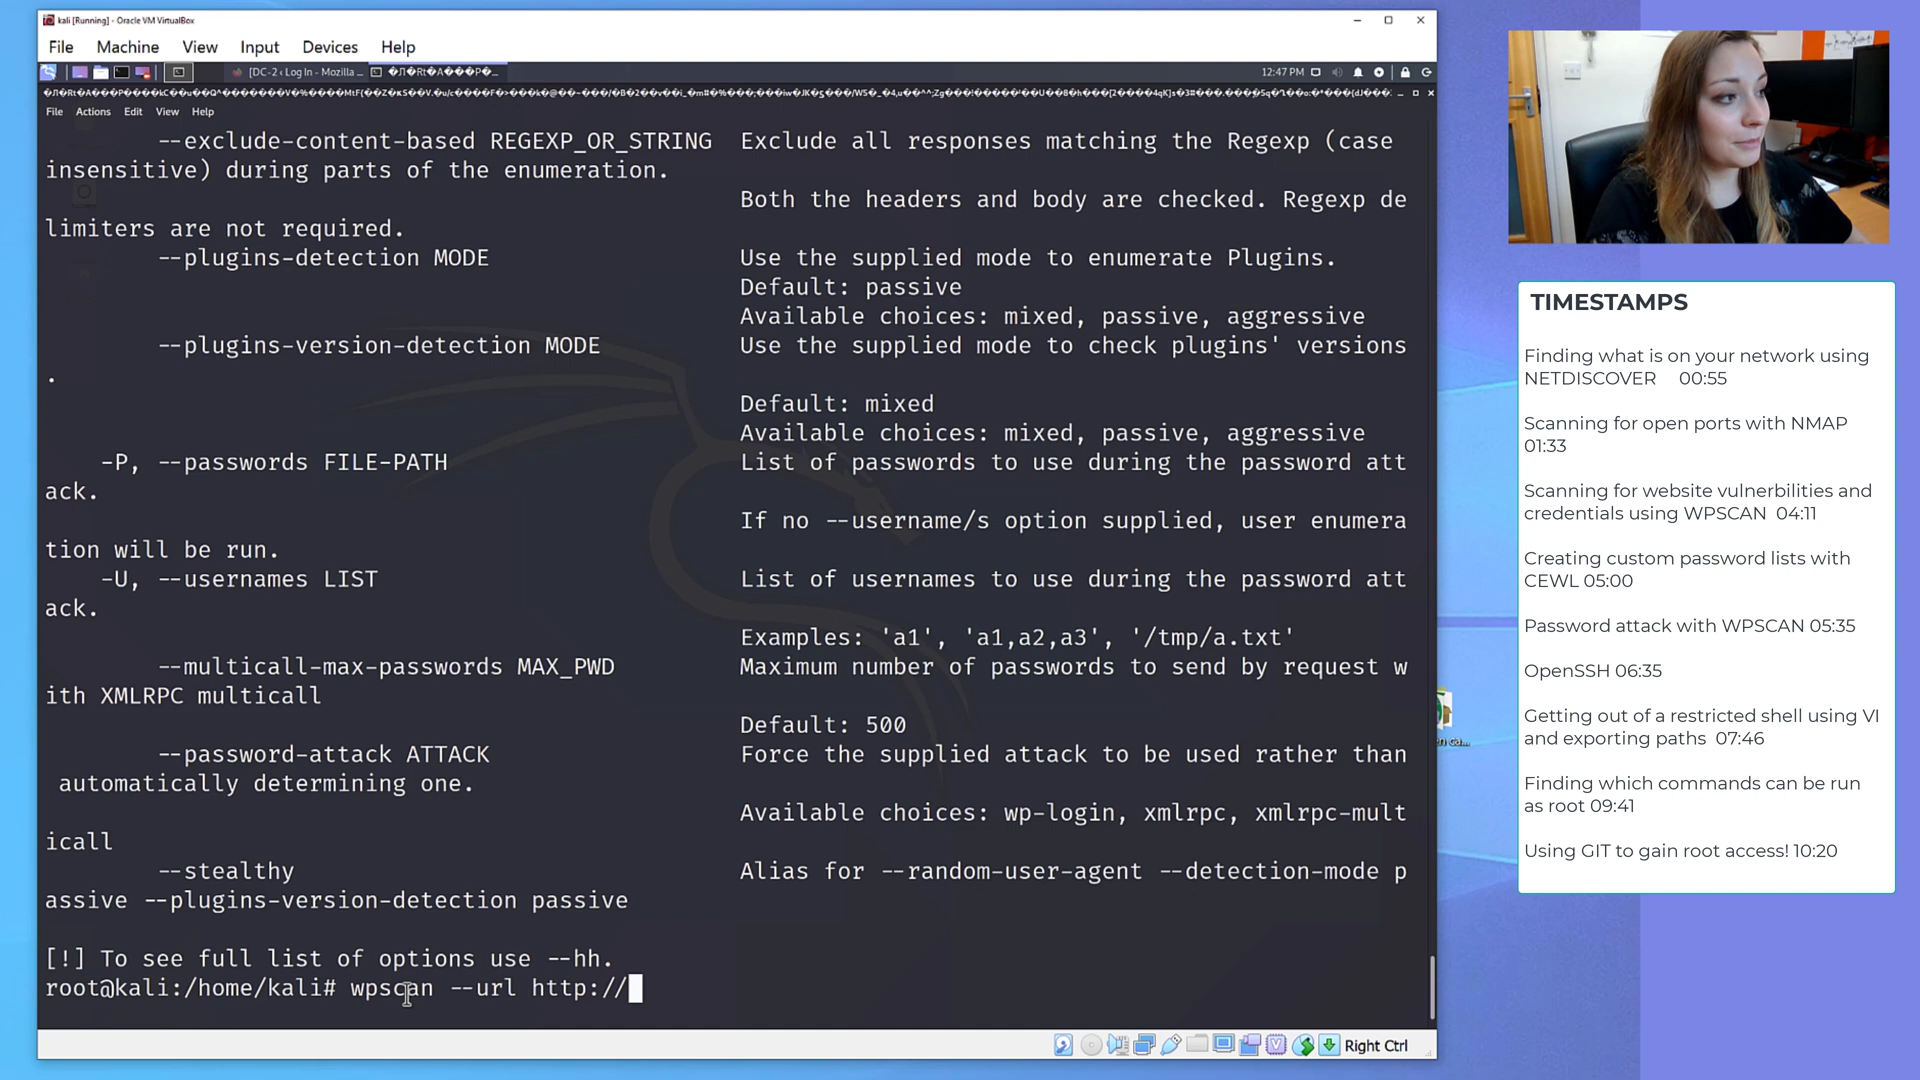 kali [Running] - Oracle VM VirtualBox
File Machine View Input Devices Help
[DC-2 ‹ Log In - Mozilla ...
12:47 PM
File Actions Edit View Help
--exclude-content-based REGEXP_OR_STRING Exclude all responses matching the Regexp (case
insensitive) during parts of the enumeration.
Both the headers and body are checked. Regexp de
limiters are not required.
--plugins-detection MODE Use the supplied mode to enumerate Plugins.
Default: passive
Available choices: mixed, passive, aggressive
--plugins-version-detection MODE Use the supplied mode to check plugins' versions
.
Default: mixed
Available choices: mixed, passive, aggressive
-P, --passwords FILE-PATH List of passwords to use during the password att
ack.
If no --username/s option supplied, user enumera
tion will be run.
-U, --usernames LIST List of usernames to use during the password att
ack.
Examples: 'a1', 'a1,a2,a3', '/tmp/a.txt'
--multicall-max-passwords MAX_PWD Maximum number of passwords to send by request w
ith XMLRPC multicall
Default: 500
--password-attack ATTACK Force the supplied attack to be used rather than
automatically determining one.
Available choices: wp-login, xmlrpc, xmlrpc-mult
icall
--stealthy Alias for --random-user-agent --detection-mode p
assive --plugins-version-detection passive
[!] To see full list of options use --hh.
root@kali:/home/kali# wpscan --url http://
Right Ctrl
TIMESTAMPS
Finding what is on your network using
NETDISCOVER 00:55
Scanning for open ports with NMAP
01:33
Scanning for website vulnerbilities and
credentials using WPSCAN 04:11
Creating custom password lists with
CEWL 05:00
Password attack with WPSCAN 05:35
OpenSSH 06:35
Getting out of a restricted shell using VI
and exporting paths 07:46
Finding which commands can be run
as root 09:41
Using GIT to gain root access! 10:20